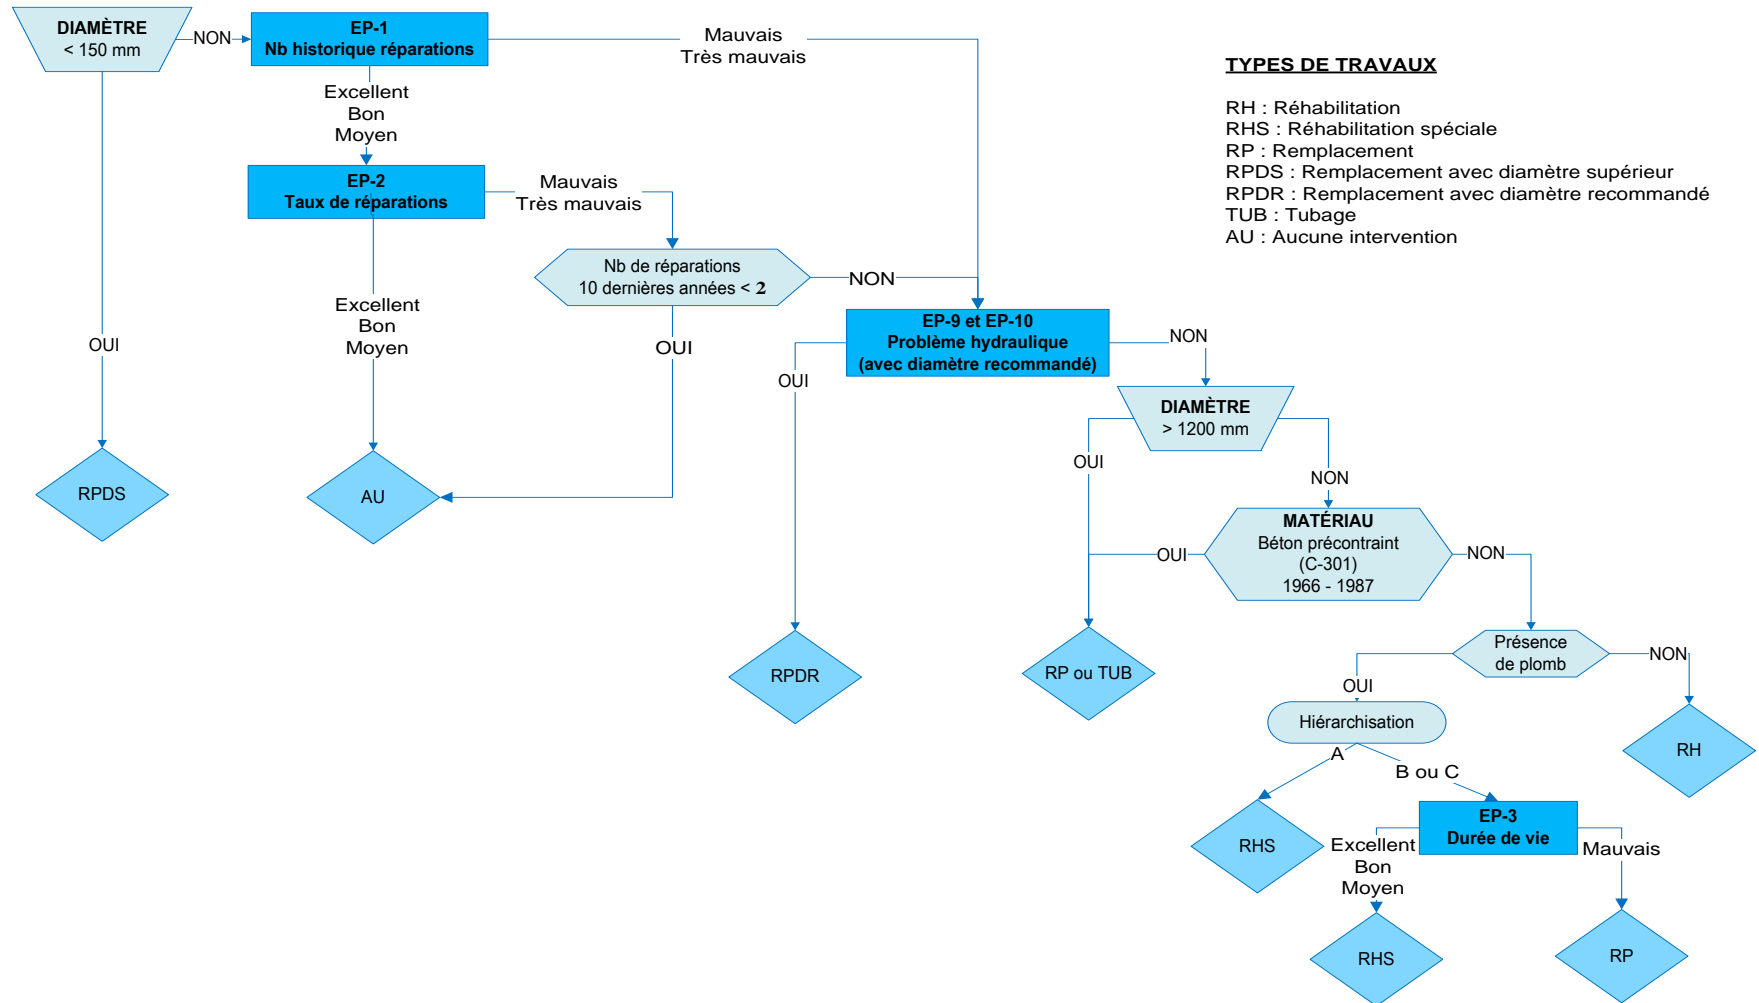 DIAMÈTRE
< 150 mm
NON
EP-1
Nb historique réparations
Mauvais
Très mauvais
Excellent
Bon
Moyen
TYPES DE TRAVAUX
RH : Réhabilitation
RHS : Réhabilitation spéciale
RP : Remplacement
RPDS : Remplacement avec diamètre supérieur
RPDR : Remplacement avec diamètre recommandé
TUB : Tubage
AU : Aucune intervention
EP-2
Taux de réparations
Mauvais
Très mauvais
Nb de réparations
10 dernières années < 2
NON
Excellent
Bon
Moyen
OUI
OUI
EP-9 et EP-10
Problème hydraulique
(avec diamètre recommandé)
NON
OUI
DIAMÈTRE
> 1200 mm
OUI
NON
RPDS
AU
MATÉRIAU
Béton précontraint
(C-301)
1966 - 1987
OUI
NON
Présence
de plomb
NON
OUI
RPDR
RP ou TUB
Hiérarchisation
RH
A
B ou C
EP-3
Durée de vie
RHS
Excellent
Bon
Moyen
Mauvais
RHS
RP